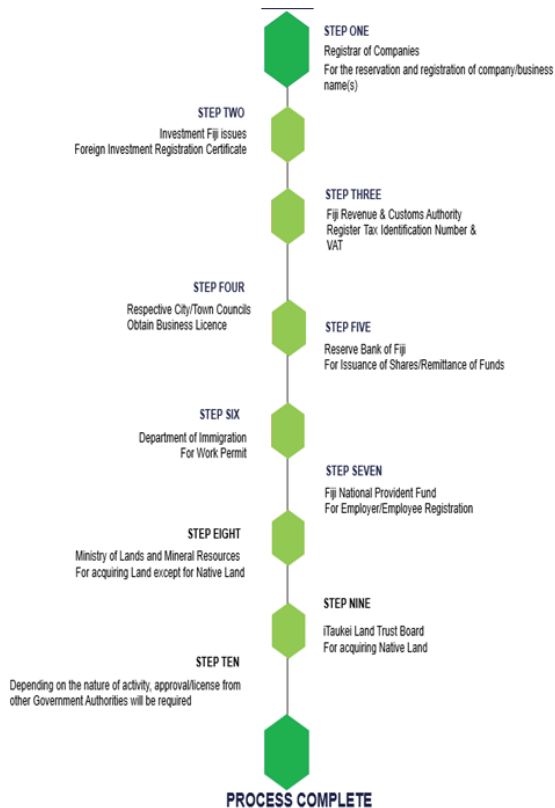 STEP ONE
Registrar of Companies
For the reservation and registration of company/business
name(s)
STEP TWO
Investment Fiji issues
Foreign Investment Registration Certificate
STEP THREE
Fiji Revenue & Customs Authority
Register Tax Identification Number &
VAT
STEP FOUR
Respective City/Town Councils
Obtain Business Licence
STEP FIVE
Reserve Bank of Fiji
For Issuance of Shares/Remittance of Funds
STEP SIX
Department of Immigration
For Work Permit
STEP SEVEN
Fiji National Provident Fund
For Employer/Employee Registration
STEP EIGHT
Ministry of Lands and Mineral Resources
For acquiring Land except for Native Land
STEP NINE
iTaukei Land Trust Board
For acquiring Native Land
STEP TEN
Depending on the nature of activity, approval/license from
other Government Authorities will be required
PROCESS COMPLETE